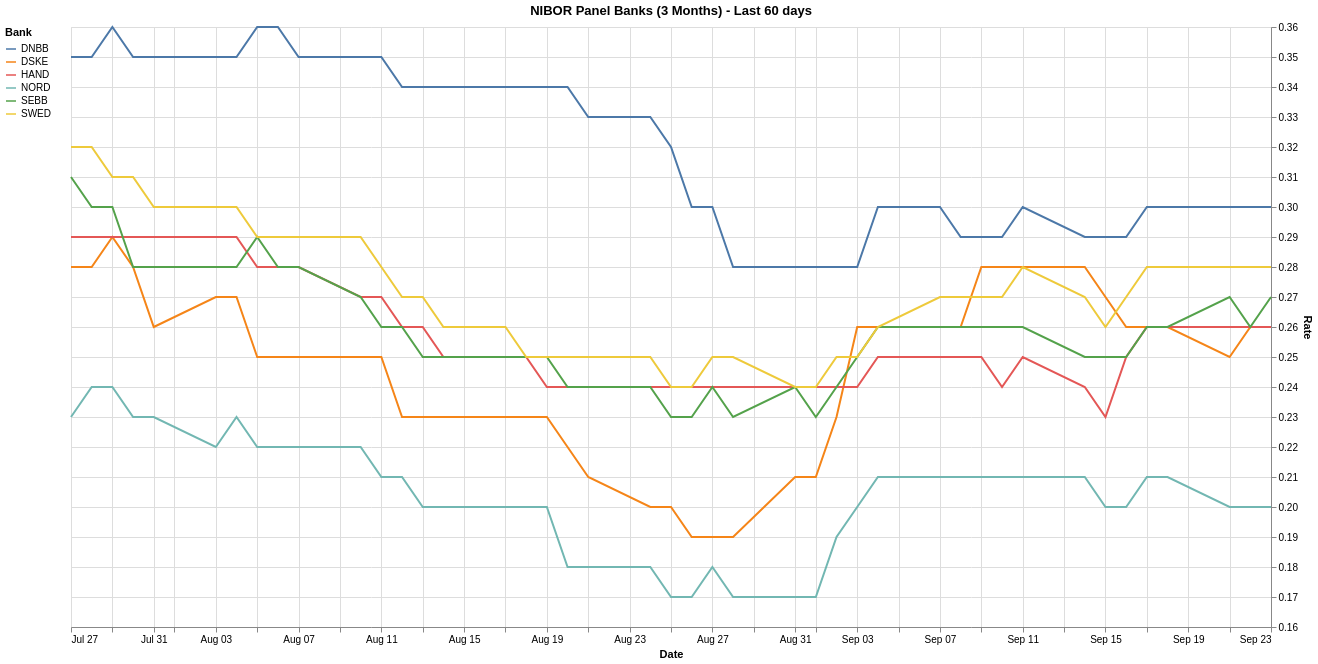 NIBOR Panel Banks (3 Months) - Last 60 days
Bank
DNBB
DSKE
HAND
NORD
SEBB
SWED
0.36
0.35
0.34
0.33
0.32
0.31
0.30
0.29
0.28
0.27
0.26
0.25
0.24
0.23
0.22
0.21
0.20
0.19
0.18
0.17
0.16
Rate
Jul 27 Jul 31 Aug 03 Aug 07 Aug 11 Aug 15 Aug 19 Aug 23 Aug 27 Aug 31 Sep 03 Sep 07 Sep 11 Sep 15 Sep 19 Sep 23
Date